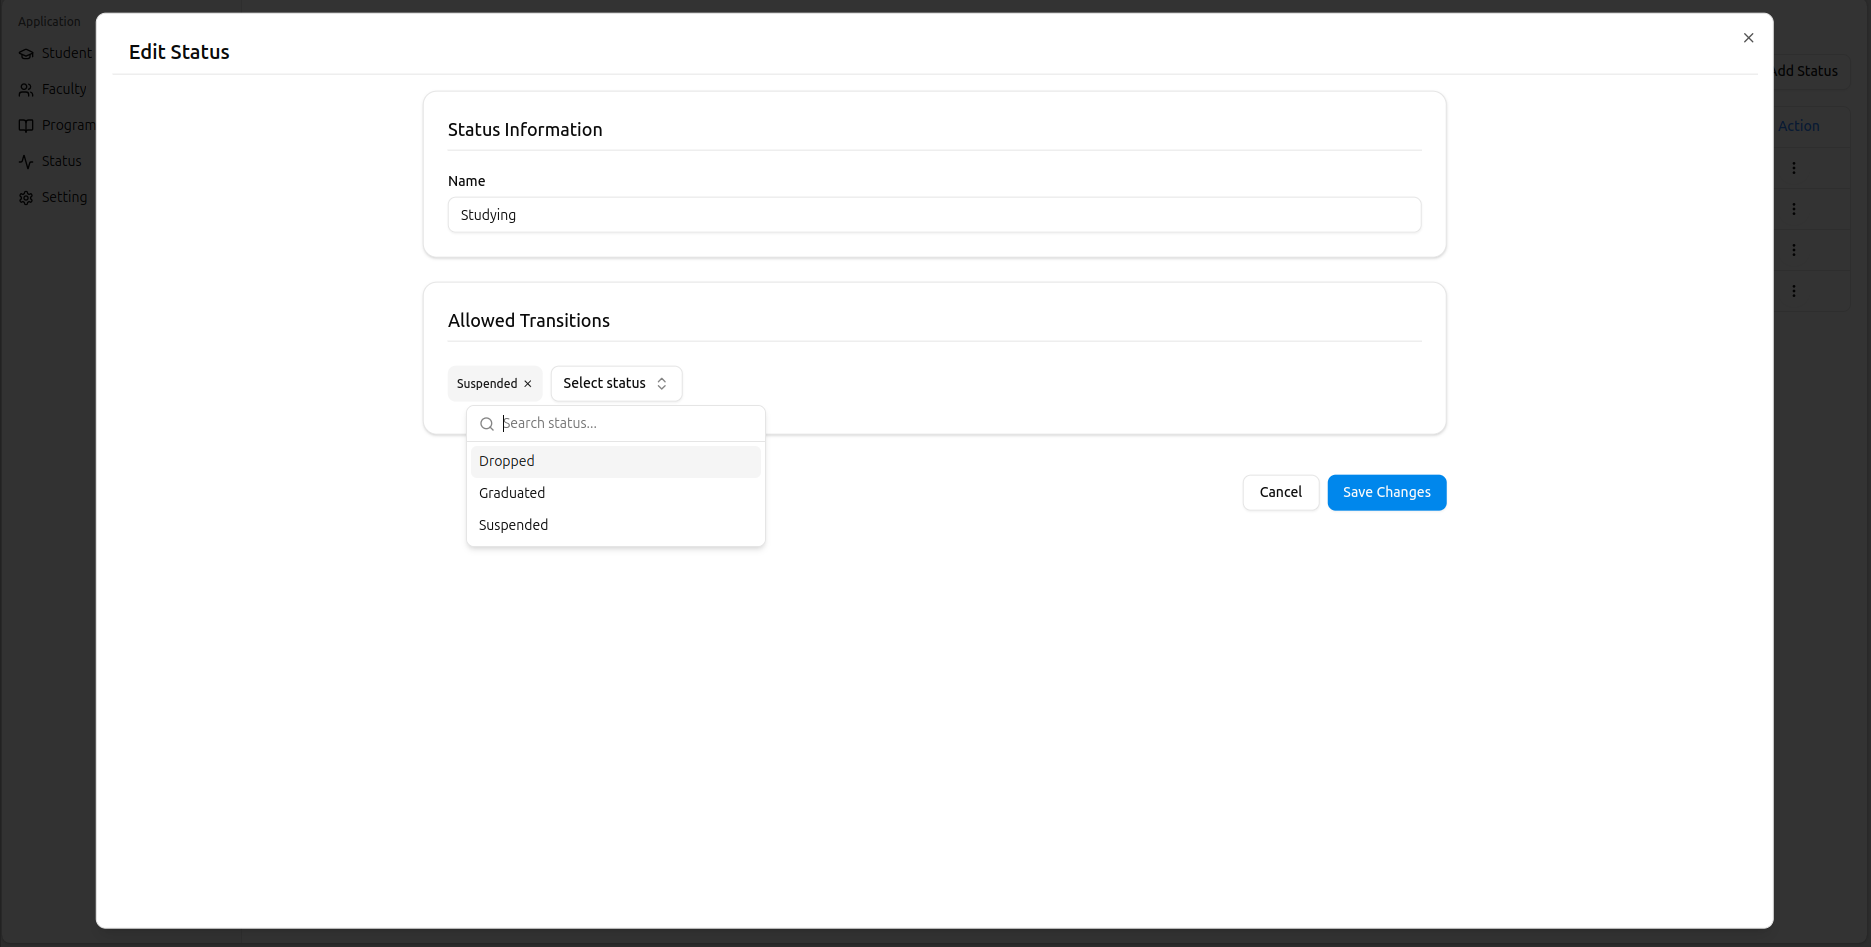 Application
Student
Faculty
Program
Status
Setting
Edit Status
Add Status
Action
Status Information
Name
Studying
Allowed Transitions
Suspended
Select status
Search status...
Dropped
Graduated
Suspended
Cancel
Save Changes